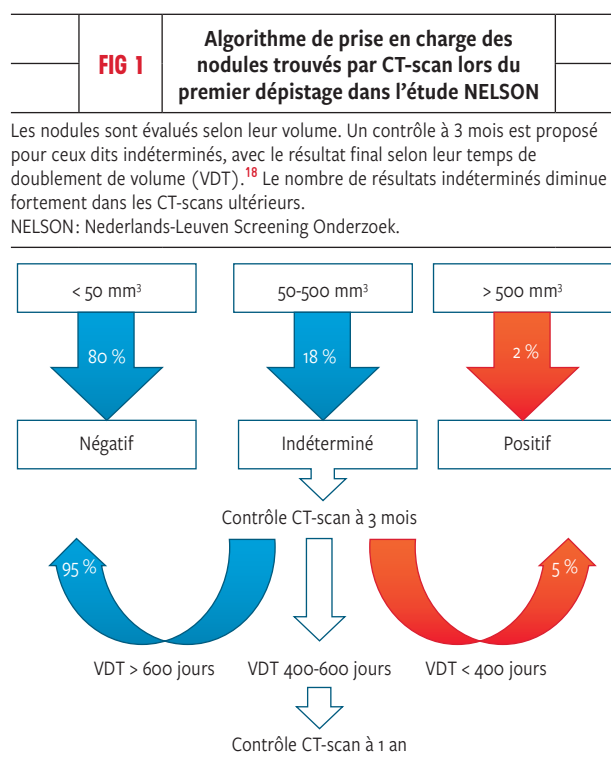 FIG 1
Algorithme de prise en charge des
nodules trouvés par CT-scan lors du
premier dépistage dans l’étude NELSON
Les nodules sont évalués selon leur volume. Un contrôle à 3 mois est proposé
pour ceux dits indéterminés, avec le résultat final selon leur temps de
doublement de volume (VDT).¹⁸ Le nombre de résultats indéterminés diminue
fortement dans les CT-scans ultérieurs.
NELSON: Nederlands-Leuven Screening Onderzoek.
< 50 mm³
50-500 mm³
> 500 mm³
80 %
18 %
2 %
Négatif
Indéterminé
Positif
Contrôle CT-scan à 3 mois
95 %
5 %
VDT > 600 jours
VDT 400-600 jours
VDT < 400 jours
Contrôle CT-scan à 1 an